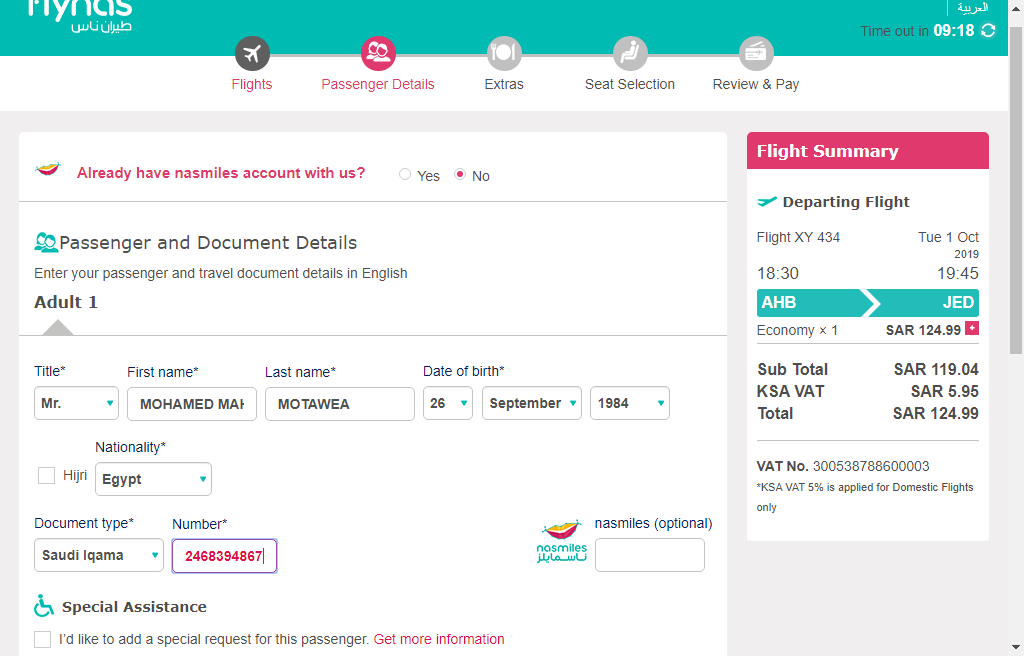 flynas
طيران ناس
العربية
Time out in 09:18
Flights
Passenger Details
Extras
Seat Selection
Review & Pay
Already have nasmiles account with us?
Yes
No
Passenger and Document Details
Enter your passenger and travel document details in English
Adult 1
Title*
First name*
Last name*
Date of birth*
Mr.
MOHAMED MAH
MOTAWEA
26
September
1984
Nationality*
Hijri
Egypt
Document type*
Number*
nasmiles (optional)
Saudi Iqama
2468394867
nasmiles
ناسمايلز
Special Assistance
I'd like to add a special request for this passenger. Get more information
Flight Summary
Departing Flight
Flight XY 434
Tue 1 Oct
2019
18:30
19:45
AHB
JED
Economy × 1
SAR 124.99 +
Sub Total
SAR 119.04
KSA VAT
SAR 5.95
Total
SAR 124.99
VAT No. 300538788600003
*KSA VAT 5% is applied for Domestic Flights
only